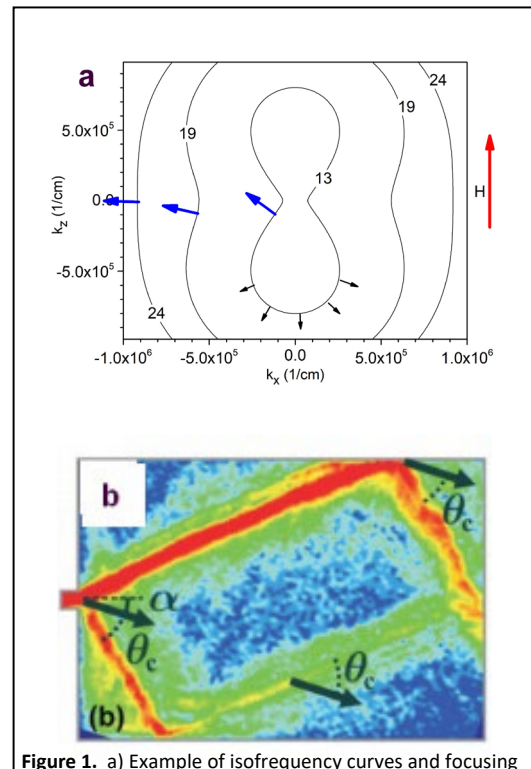 a
24
19
19
24
13
H
5.0x10⁵
0.0
-5.0x10⁵
k_z (1/cm)
24
24
-1.0x10⁶ -5.0x10⁵ 0.0 5.0x10⁵ 1.0x10⁶
k_x (1/cm)
b
θc
α
θc
θc
(b)
Figure 1. a) Example of isofrequency curves and focusing